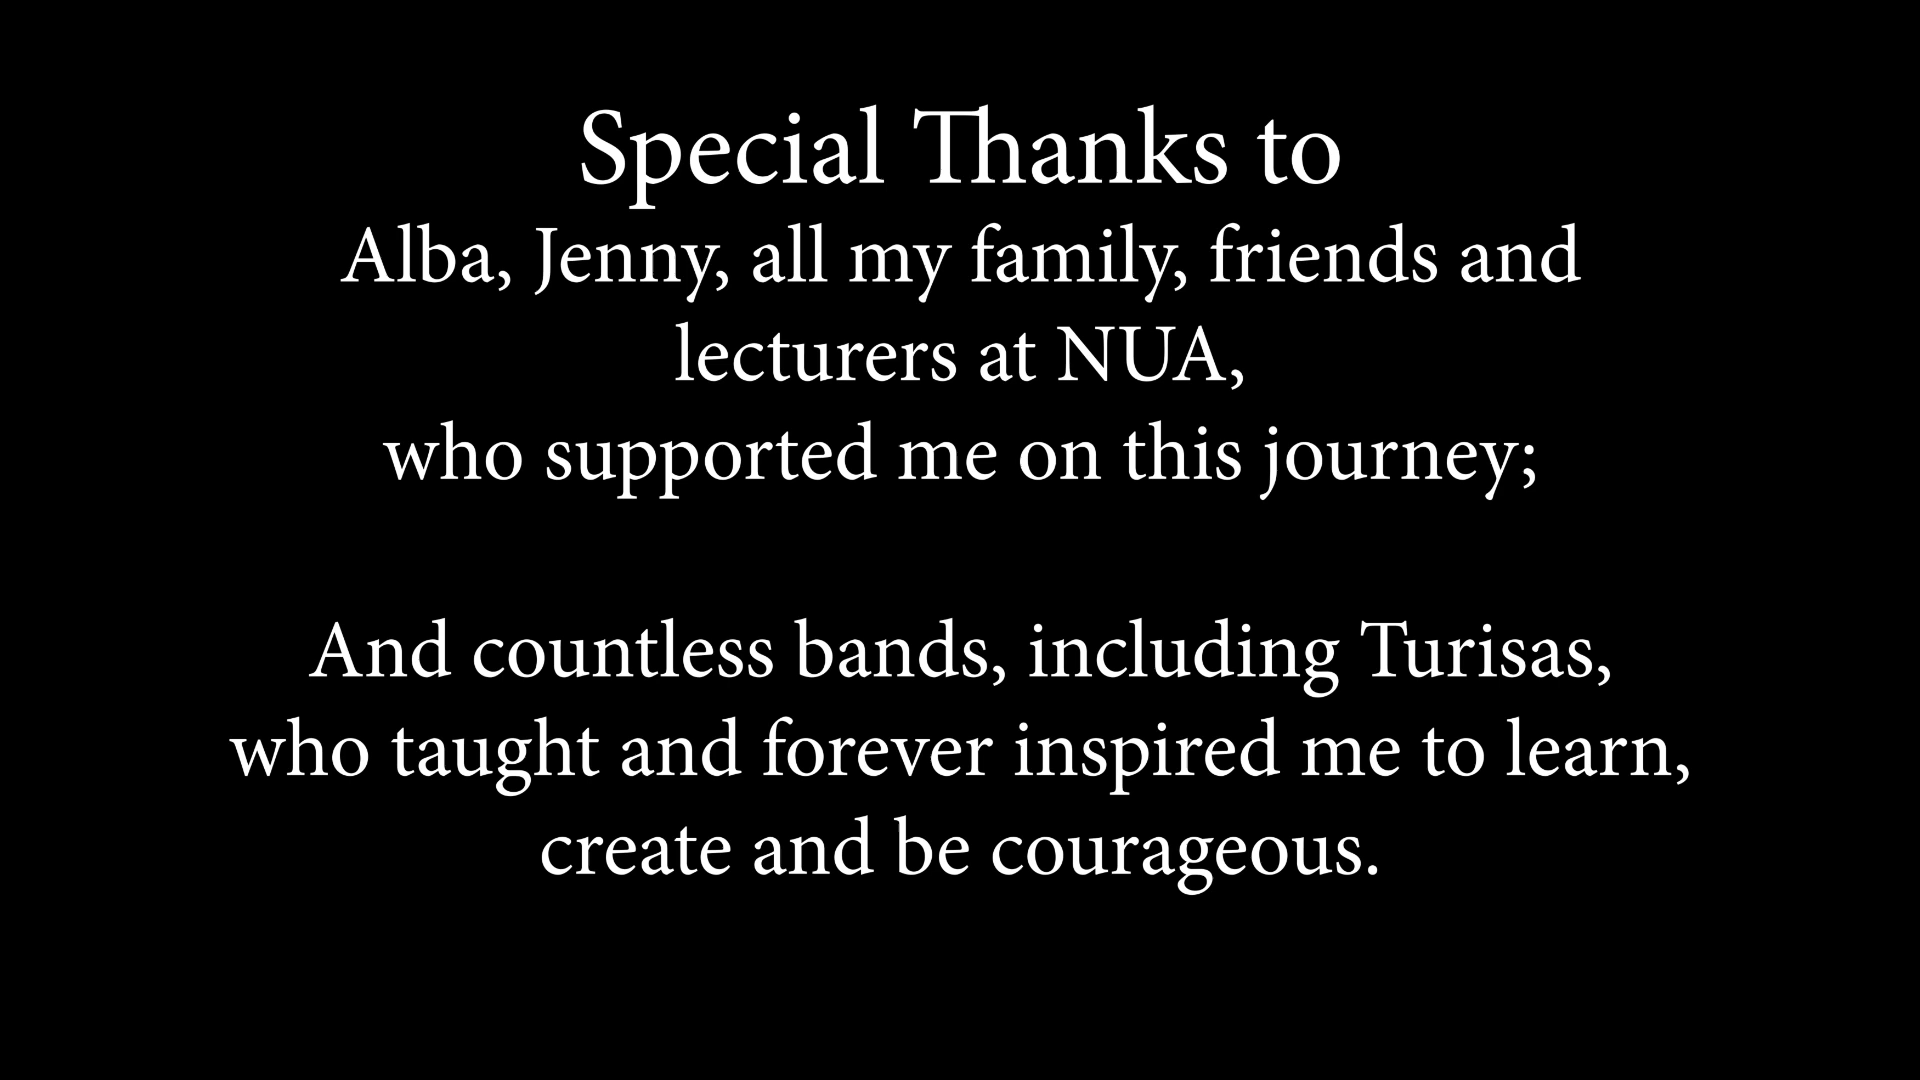 Special Thanks to
Alba, Jenny, all my family, friends and
lecturers at NUA,
who supported me on this journey;
And countless bands, including Turisas,
who taught and forever inspired me to learn,
create and be courageous.